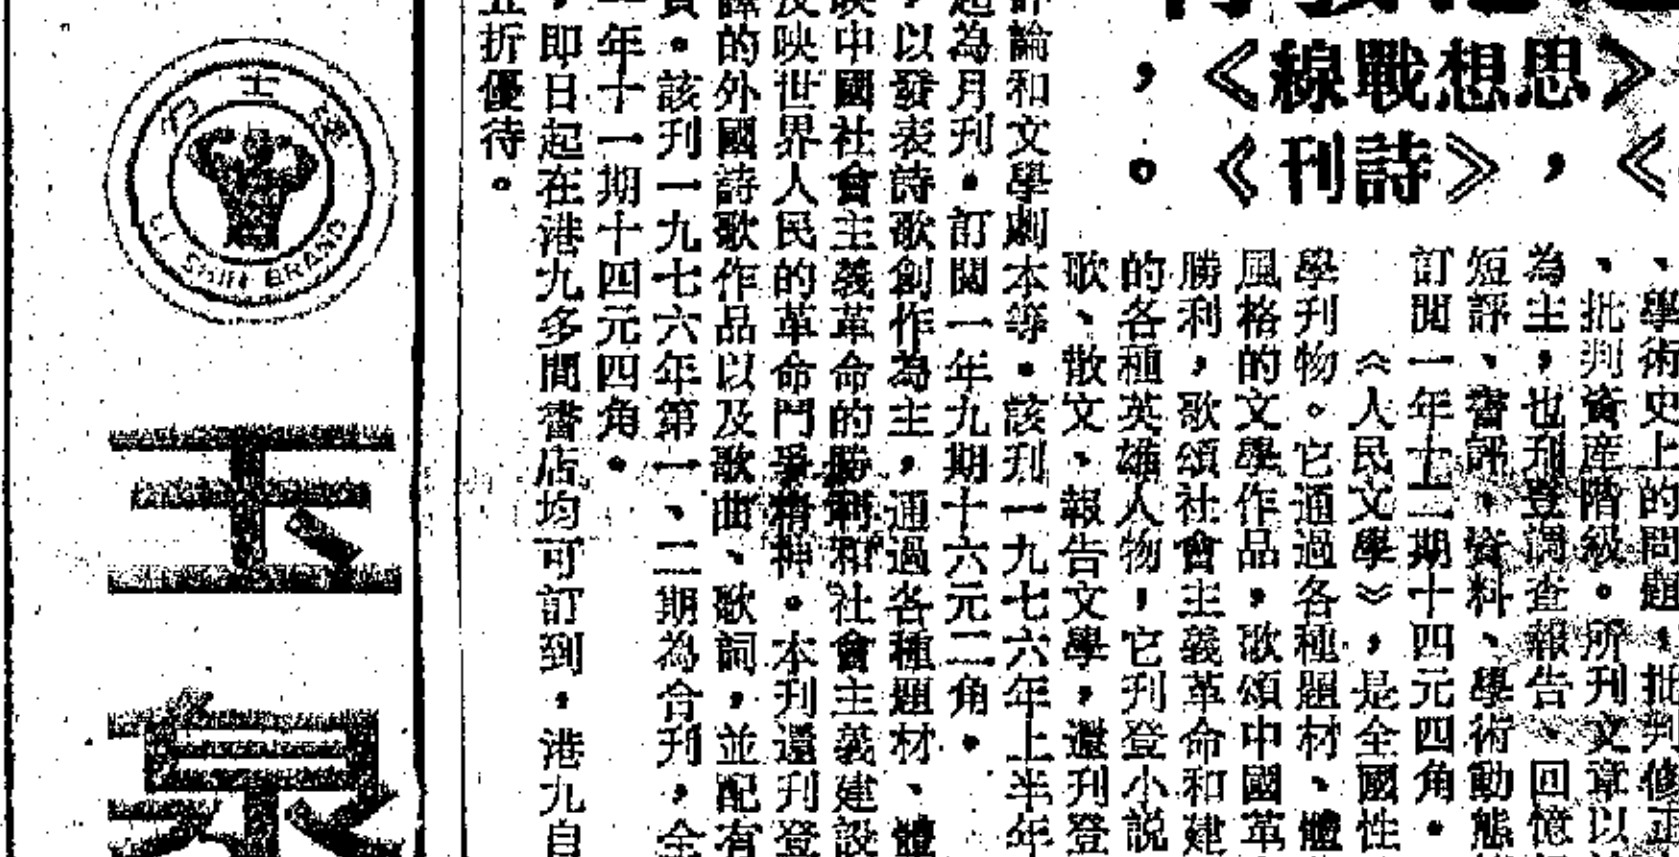 《思想戰線》，
《，《詩刊》。
、學術史上的問題，批判修正
、批判資産階級。所刊文章以
為主，也刊登調查報告、回憶
短評、書評、資料、學術動態
訂閱一年十二期十四元四角。
《人民文學》，是全國性
學刊物。它通過各種題材、體
風格的文學作品，歌頌中國革
勝利，歌頌社會主義革命和建
的各種英雄人物，它刊登小説
歌、散文、報告文學，還刊登
評論和文學劇本等。該刊一九七六年上半年
起為月刊。訂閱一年九期十六元二角。
，以發表詩歌創作為主，通過各種題材、體
映中國社會主義革命的勝利和社會主義建設
反映世界人民的革命鬥爭精神。本刊還刊登
譯的外國詩歌作品以及歌曲、歌詞，並配有
賞。該刊一九七六年第一、二期為合刊，全
年十一期十四元四角。
，即日起在港九多間書店均可訂到，港九自
五折優待。
力士牌
LI SHIH BRAND
玉
泉